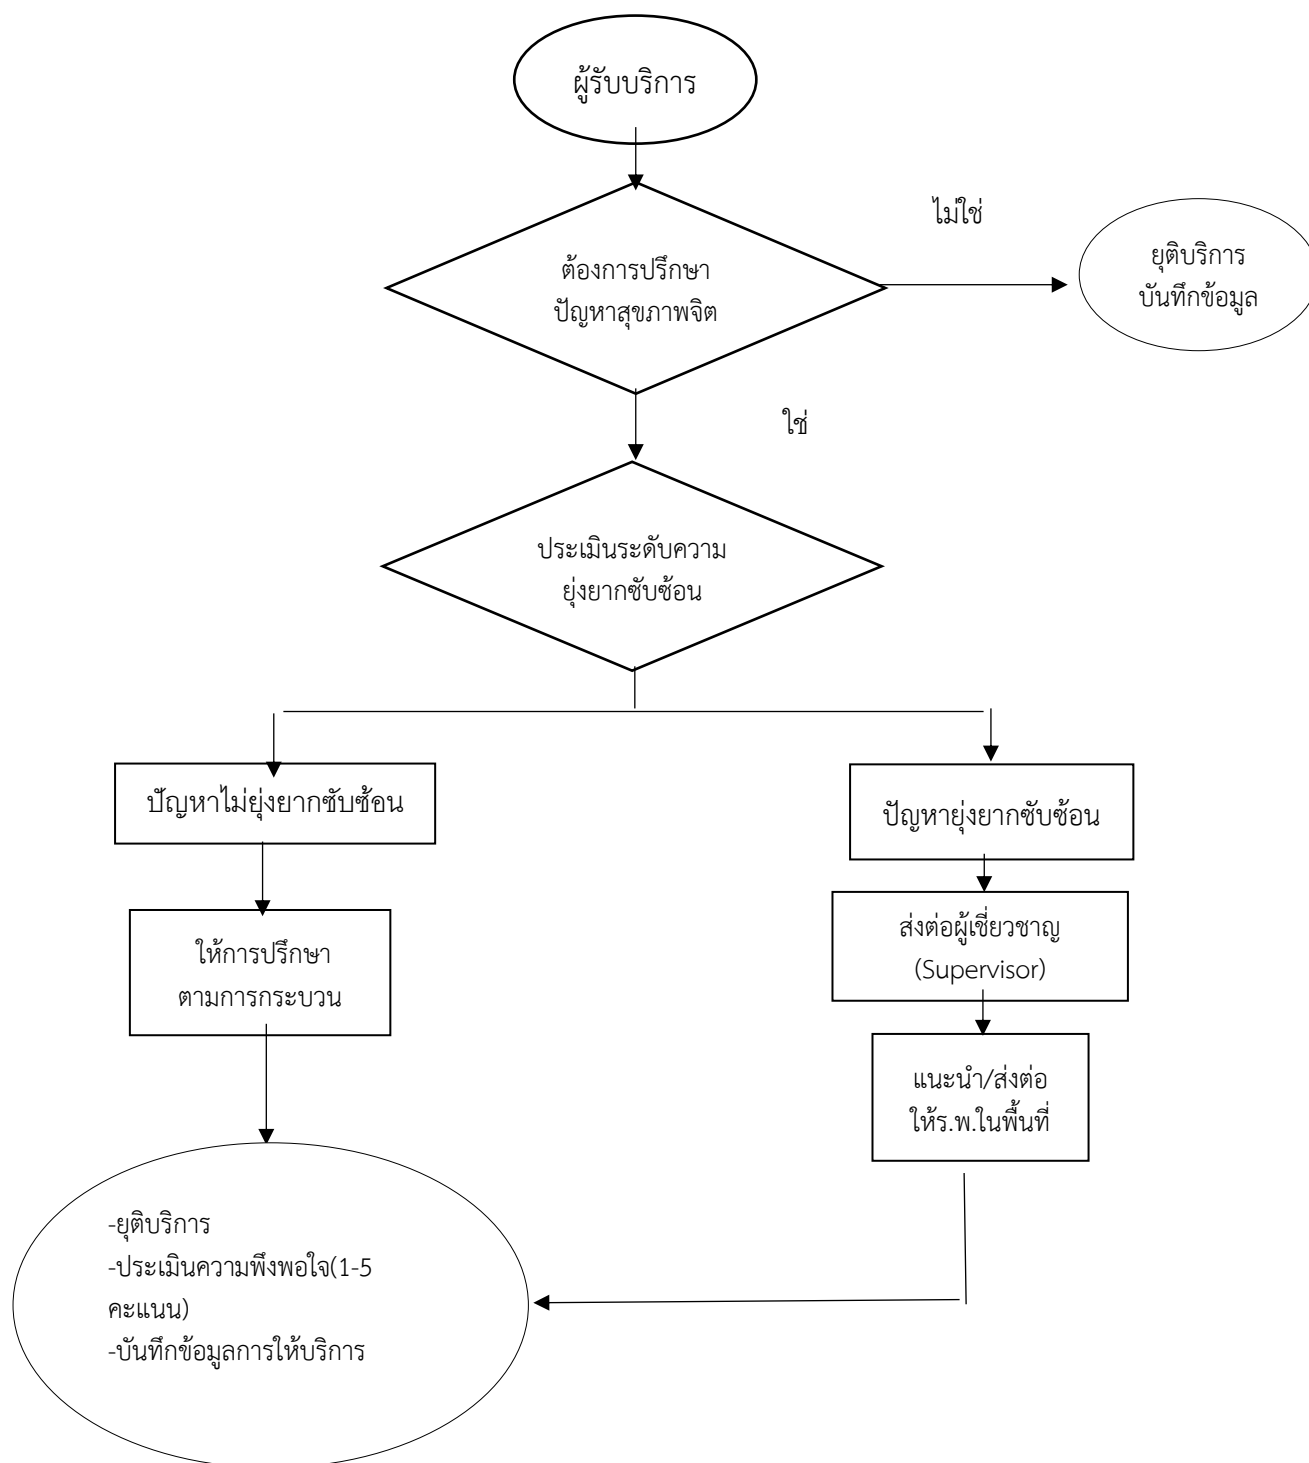 ผู้รับบริการ
ไม่ใช่
ต้องการปรึกษา
ปัญหาสุขภาพจิต
ยุติบริการ
บันทึกข้อมูล
ใช่
ประเมินระดับความ
ยุ่งยากซับซ้อน
ปัญหาไม่ยุ่งยากซับซ้อน
ปัญหายุ่งยากซับซ้อน
ให้การปรึกษา
ตามการกระบวน
ส่งต่อผู้เชี่ยวชาญ
(Supervisor)
แนะนำ/ส่งต่อ
ให้ร.พ.ในพื้นที่
-ยุติบริการ
-ประเมินความพึงพอใจ(1-5
คะแนน)
-บันทึกข้อมูลการให้บริการ